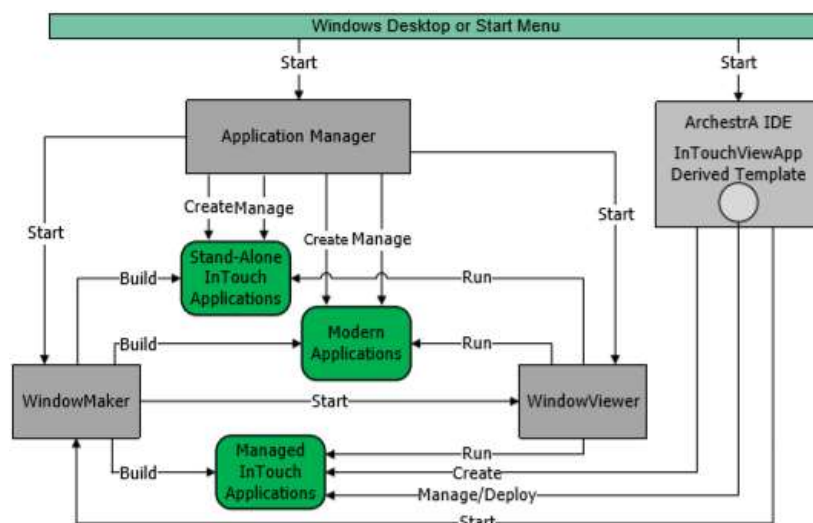 Windows Desktop or Start Menu
Start
Start
Application Manager
ArchestrA IDE
InTouchViewApp
Derived Template
Create
Manage
Create
Manage
Start
Start
Stand-Alone
InTouch
Applications
Build
Run
Modern
Applications
Build
Run
WindowMaker
Start
WindowViewer
Managed
InTouch
Applications
Build
Run
Create
Manage/Deploy
Start